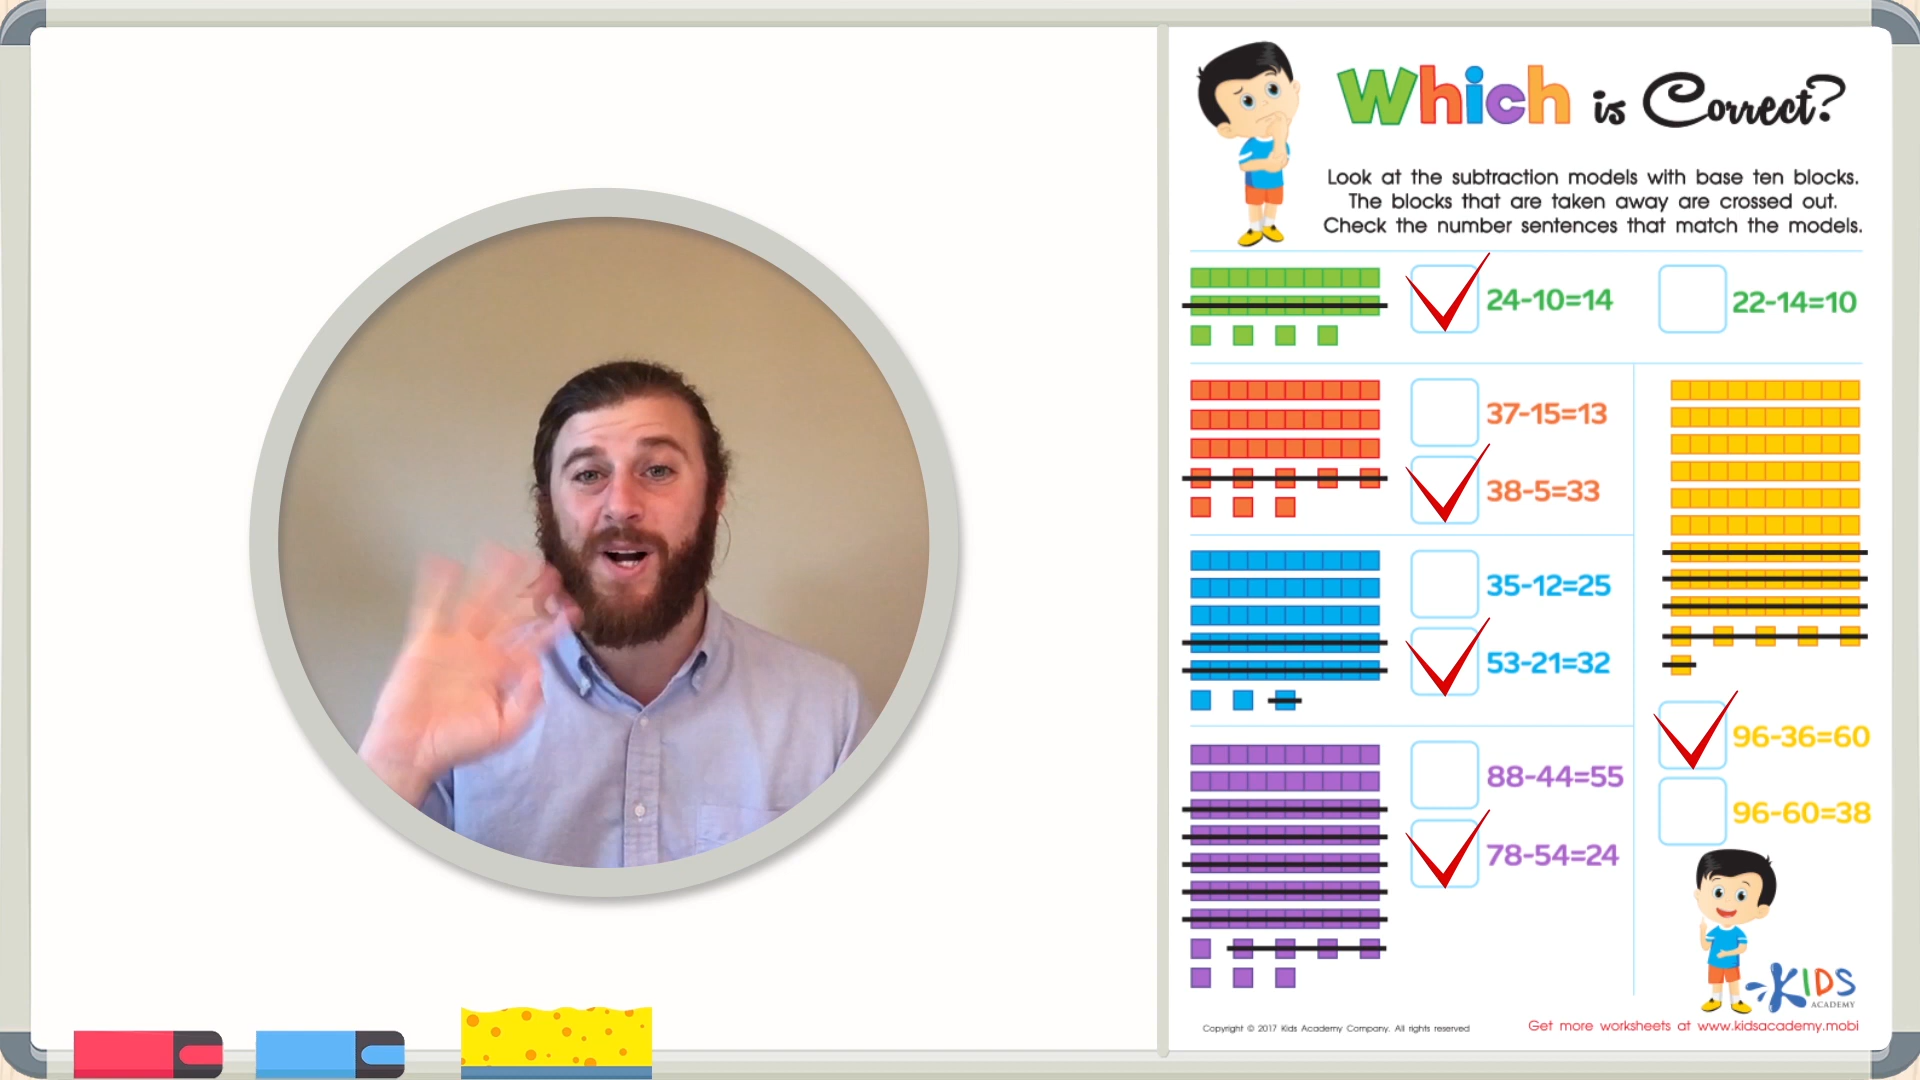 Which is Correct?
Look at the subtraction models with base ten blocks.
The blocks that are taken away are crossed out.
Check the number sentences that match the models.
24-10=14
22-14=10
37-15=13
38-5=33
35-12=25
53-21=32
88-44=55
78-54=24
96-36=60
96-60=38
KIDS
ACADEMY
Copyright © 2017 Kids Academy Company. All rights reserved
Get more worksheets at www.kidsacademy.mobi